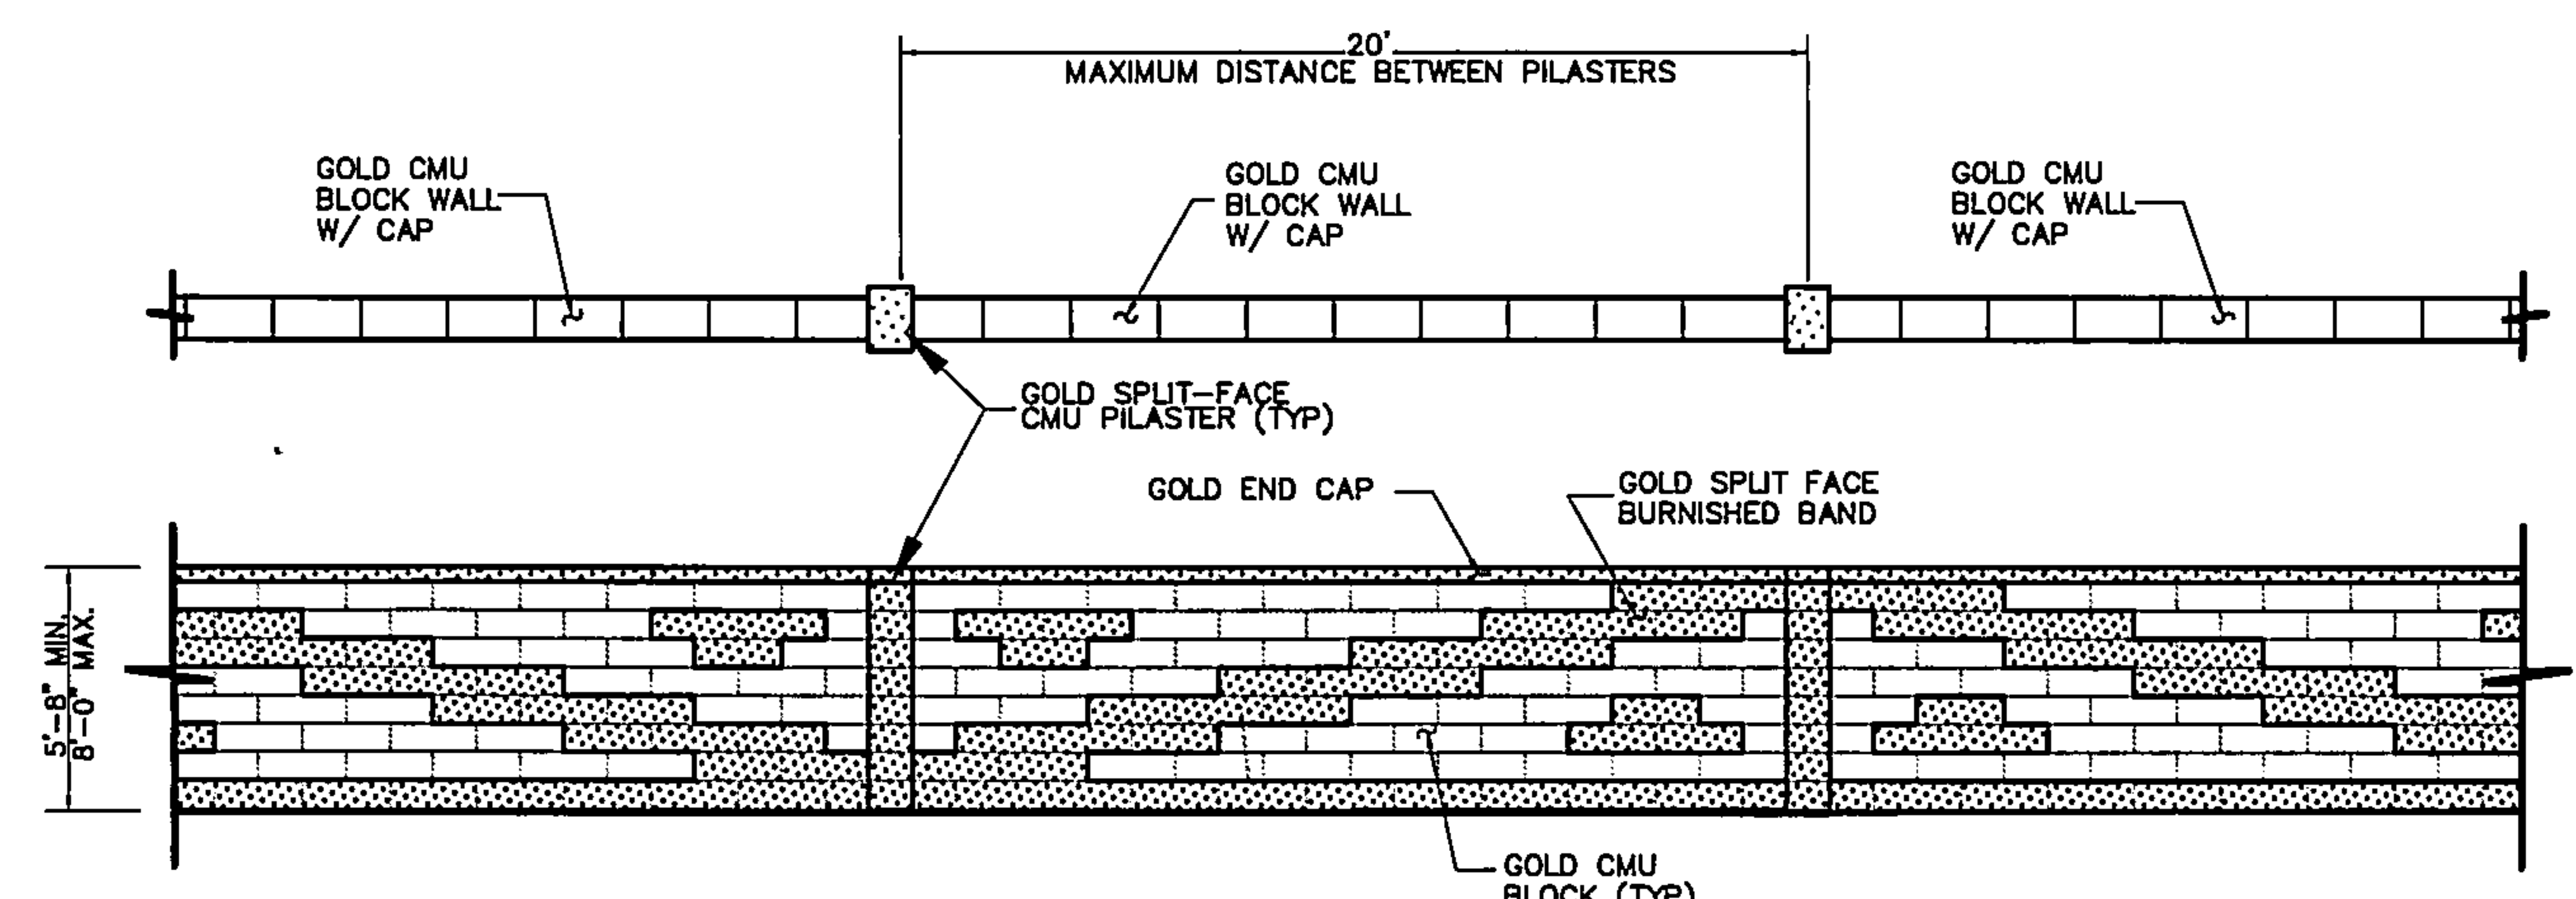 20'
MAXIMUM DISTANCE BETWEEN PILASTERS
GOLD CMU
BLOCK WALL
W/ CAP
GOLD CMU
BLOCK WALL
W/ CAP
GOLD CMU
BLOCK WALL
W/ CAP
GOLD SPLIT-FACE
CMU PILASTER (TYP)
GOLD END CAP
GOLD SPLIT FACE
BURNISHED BAND
5'-8" MIN.
8'-0" MAX.
GOLD CMU
BLOCK (TYP)